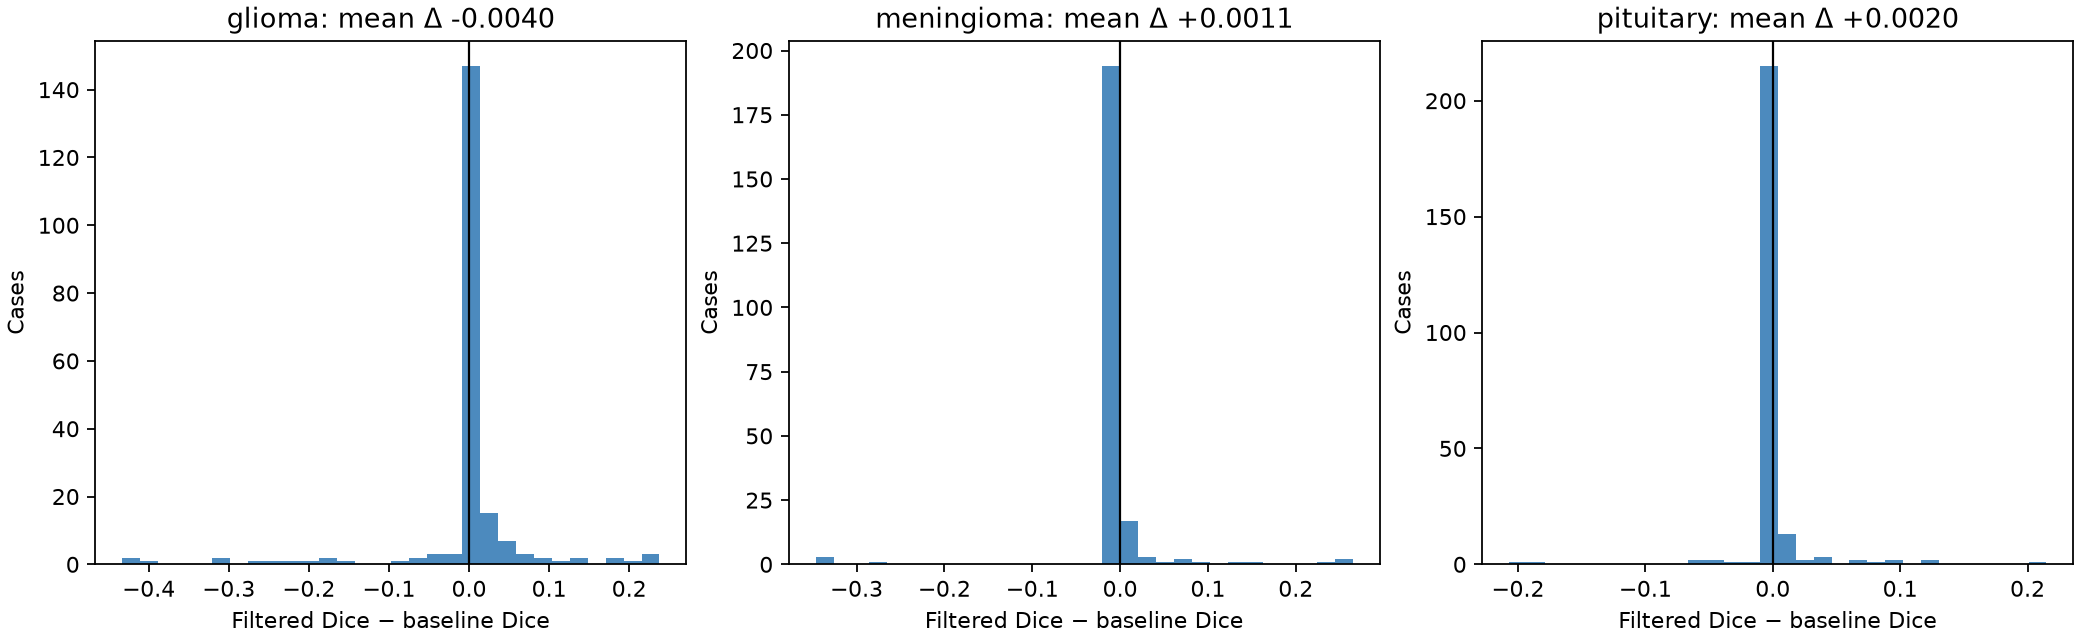 glioma: mean Δ -0.0040
140
120
100
80
60
40
20
0
Cases
−0.4 −0.3 −0.2 −0.1 0.0 0.1 0.2
Filtered Dice − baseline Dice
meningioma: mean Δ +0.0011
200
175
150
125
100
75
50
25
0
Cases
−0.3 −0.2 −0.1 0.0 0.1 0.2
Filtered Dice − baseline Dice
pituitary: mean Δ +0.0020
200
150
100
50
0
Cases
−0.2 −0.1 0.0 0.1 0.2
Filtered Dice − baseline Dice